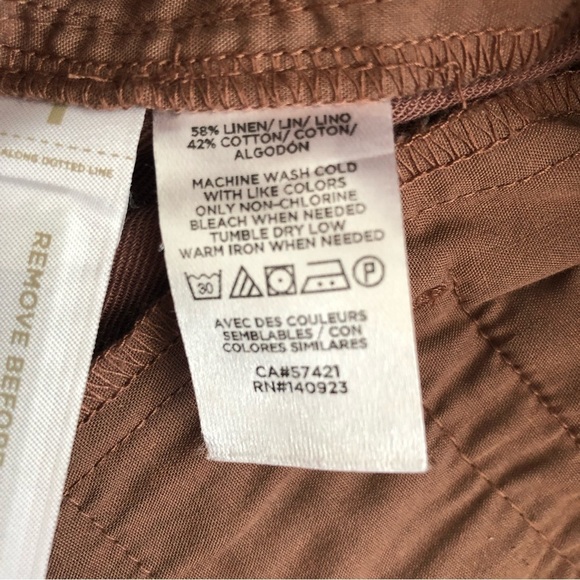 58% LINEN/ LIN/ LINO
42% COTTON/ COTON/
ALGODÓN
MACHINE WASH COLD
WITH LIKE COLORS
ONLY NON-CHLORINE
BLEACH WHEN NEEDED
TUMBLE DRY LOW
WARM IRON WHEN NEEDED
30 P
AVEC DES COULEURS
SEMBLABLES / CON
COLORES SIMILARES
CA#57421
RN#140923
ALONG DOTTED LINE
REMOVE BEFORE